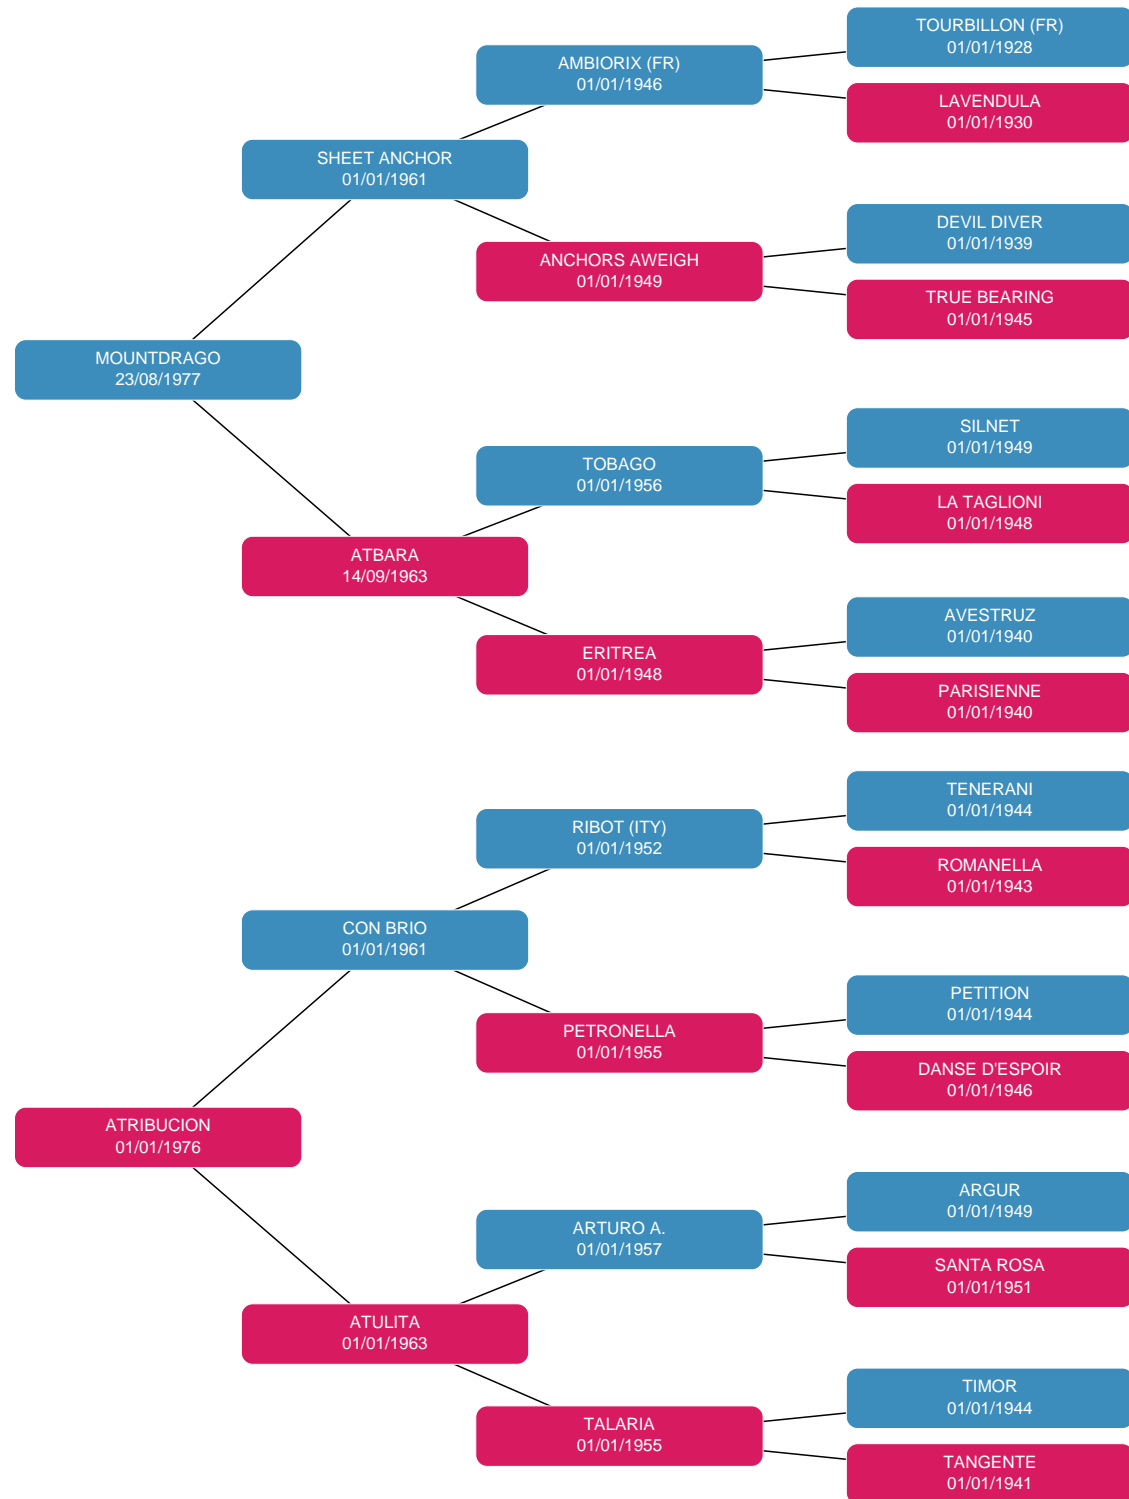 TOURBILLON (FR)
01/01/1928
AMBIORIX (FR)
01/01/1946
LAVENDULA
01/01/1930
SHEET ANCHOR
01/01/1961
DEVIL DIVER
01/01/1939
ANCHORS AWEIGH
01/01/1949
TRUE BEARING
01/01/1945
MOUNTDRAGO
23/08/1977
SILNET
01/01/1949
TOBAGO
01/01/1956
LA TAGLIONI
01/01/1948
ATBARA
14/09/1963
AVESTRUZ
01/01/1940
ERITREA
01/01/1948
PARISIENNE
01/01/1940
TENERANI
01/01/1944
RIBOT (ITY)
01/01/1952
ROMANELLA
01/01/1943
CON BRIO
01/01/1961
PETITION
01/01/1944
PETRONELLA
01/01/1955
DANSE D'ESPOIR
01/01/1946
ATRIBUCION
01/01/1976
ARGUR
01/01/1949
ARTURO A.
01/01/1957
SANTA ROSA
01/01/1951
ATULITA
01/01/1963
TIMOR
01/01/1944
TALARIA
01/01/1955
TANGENTE
01/01/1941